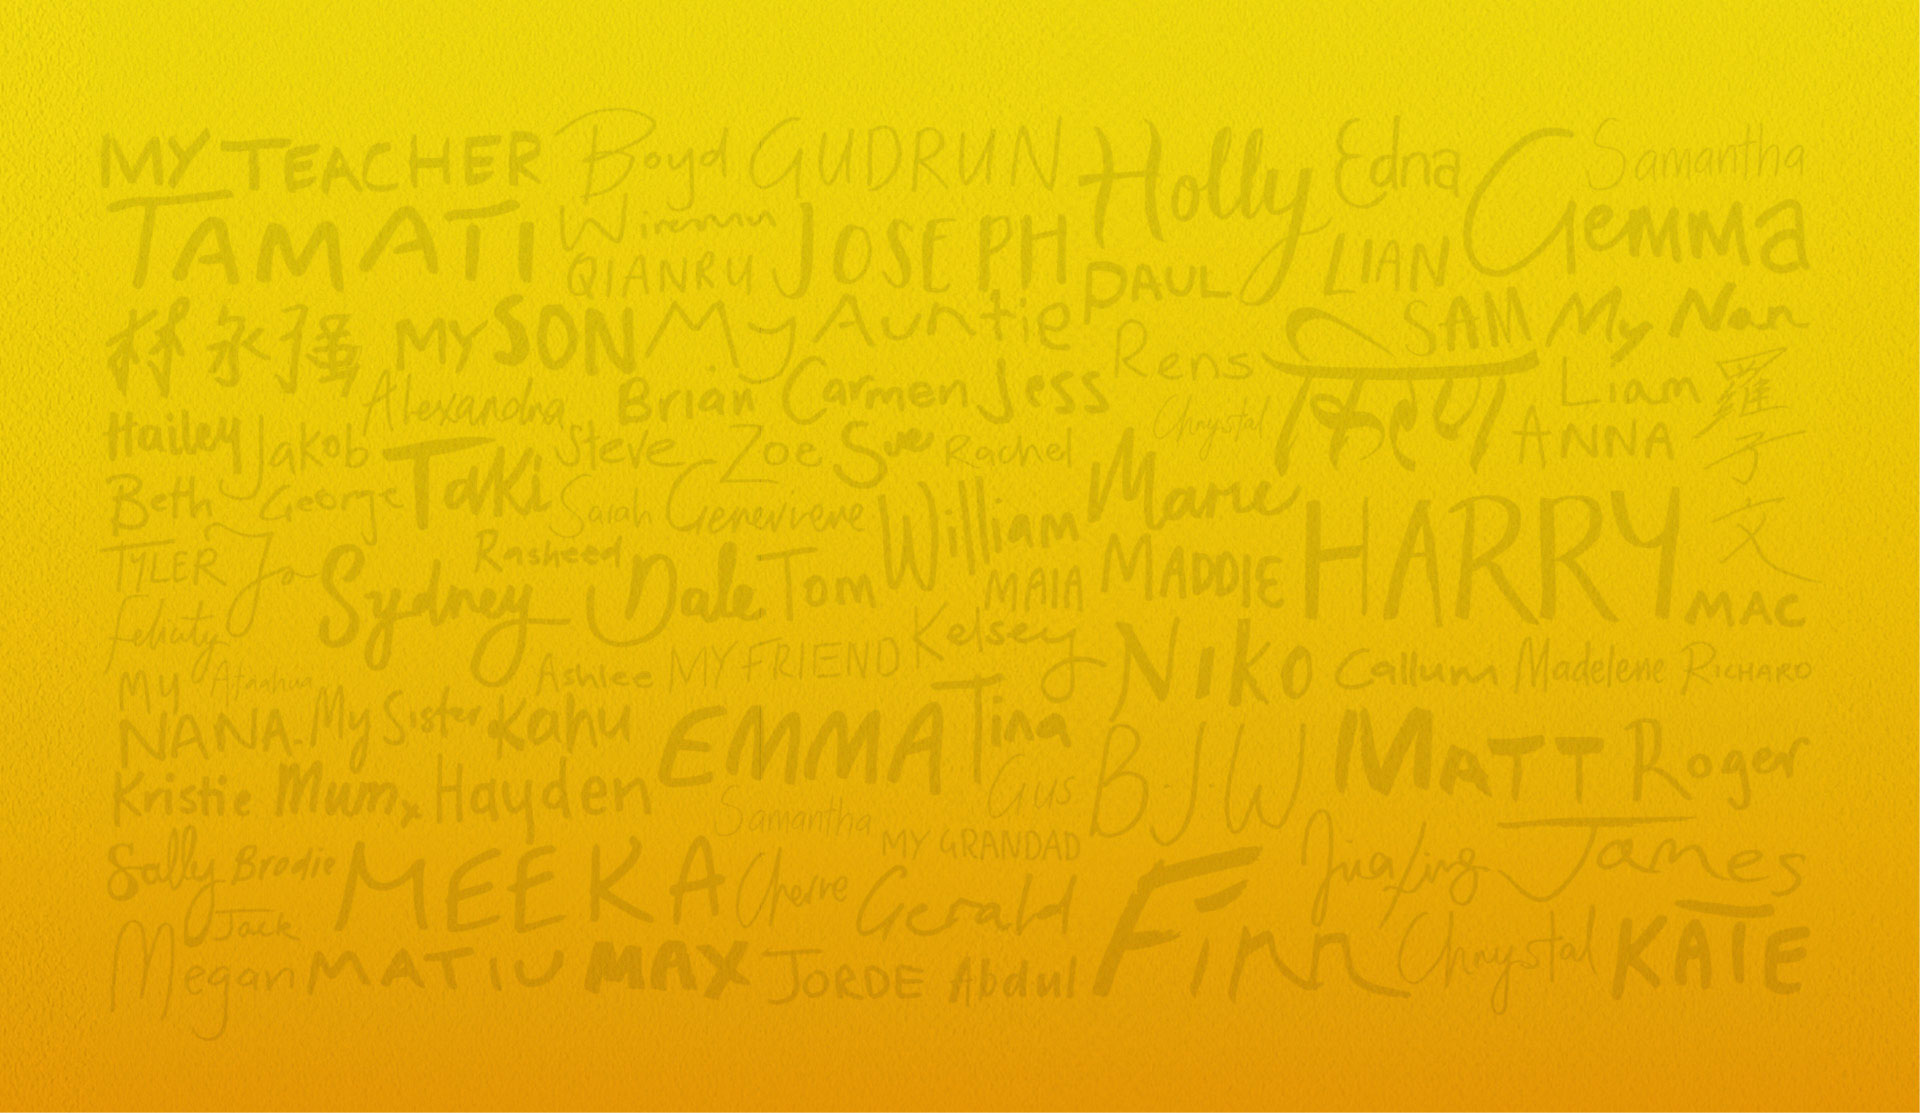 MY TEACHER Boyd GUDRUN Holly Edna Gemma Samantha
TAMATI Wiremu JOSEPH
QIANRU PAUL LIAN
林永强 MY SON My Auntie Rens SAM My Nan
Alexandra Brian Carmen Jess Chrystal किरण Liam 羅子文
Hailey Jakob Taki Steve Zoe Sue Rachel Marie ANNA
Beth George Sarah Genevieve William HARRY
TYLER Jo Sydney Rasheed Dale Tom MAIA MADDIE MAC
Felicity Ashlee MY FRIEND Kelsey NIKO Callum Madelene RICHARD
MY NANA Ataahua My Sister Kahu EMMA Tina B.J.W MATT Roger
Kristie Mum x Hayden Samantha Gus
Sally Brodie MEEKA Cherie MY GRANDAD Gerald Finn JiaXing James
Megan Jack MATIU MAX JORDE Abdul Chrystal KATE